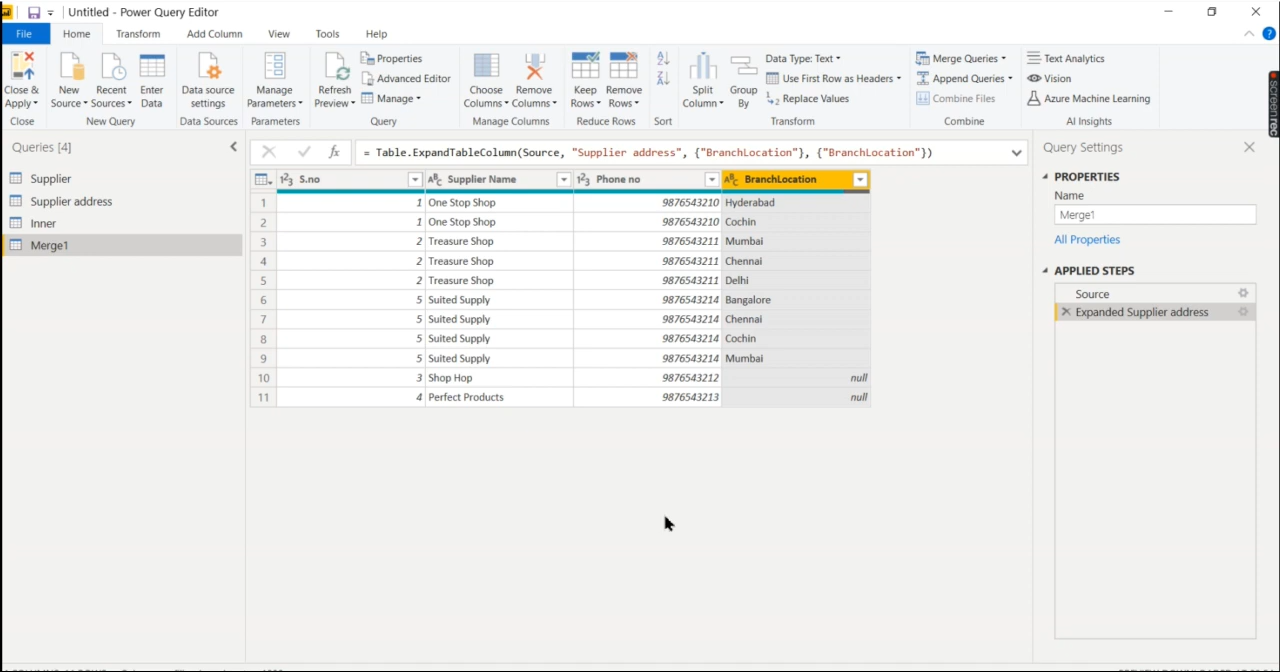 Untitled - Power Query Editor
File Home Transform Add Column View Tools Help
Close & Apply New Source Recent Sources Enter Data Data source settings Manage Parameters Refresh Preview Properties Advanced Editor Manage Choose Columns Remove Columns Keep Rows Remove Rows Split Column Group By Data Type: Text Use First Row as Headers Replace Values Merge Queries Append Queries Combine Files Text Analytics Vision Azure Machine Learning
Close New Query Data Sources Parameters Query Manage Columns Reduce Rows Sort Transform Combine AI Insights
screenrec
Queries [4]
Supplier
Supplier address
Inner
Merge1
fx = Table.ExpandTableColumn(Source, "Supplier address", {"BranchLocation"}, {"BranchLocation"})
S.no Supplier Name Phone no BranchLocation
1 1 One Stop Shop 9876543210 Hyderabad
2 1 One Stop Shop 9876543210 Cochin
3 2 Treasure Shop 9876543211 Mumbai
4 2 Treasure Shop 9876543211 Chennai
5 2 Treasure Shop 9876543211 Delhi
6 5 Suited Supply 9876543214 Bangalore
7 5 Suited Supply 9876543214 Chennai
8 5 Suited Supply 9876543214 Cochin
9 5 Suited Supply 9876543214 Mumbai
10 3 Shop Hop 9876543212 null
11 4 Perfect Products 9876543213 null
Query Settings
PROPERTIES
Name
Merge1
All Properties
APPLIED STEPS
Source
Expanded Supplier address